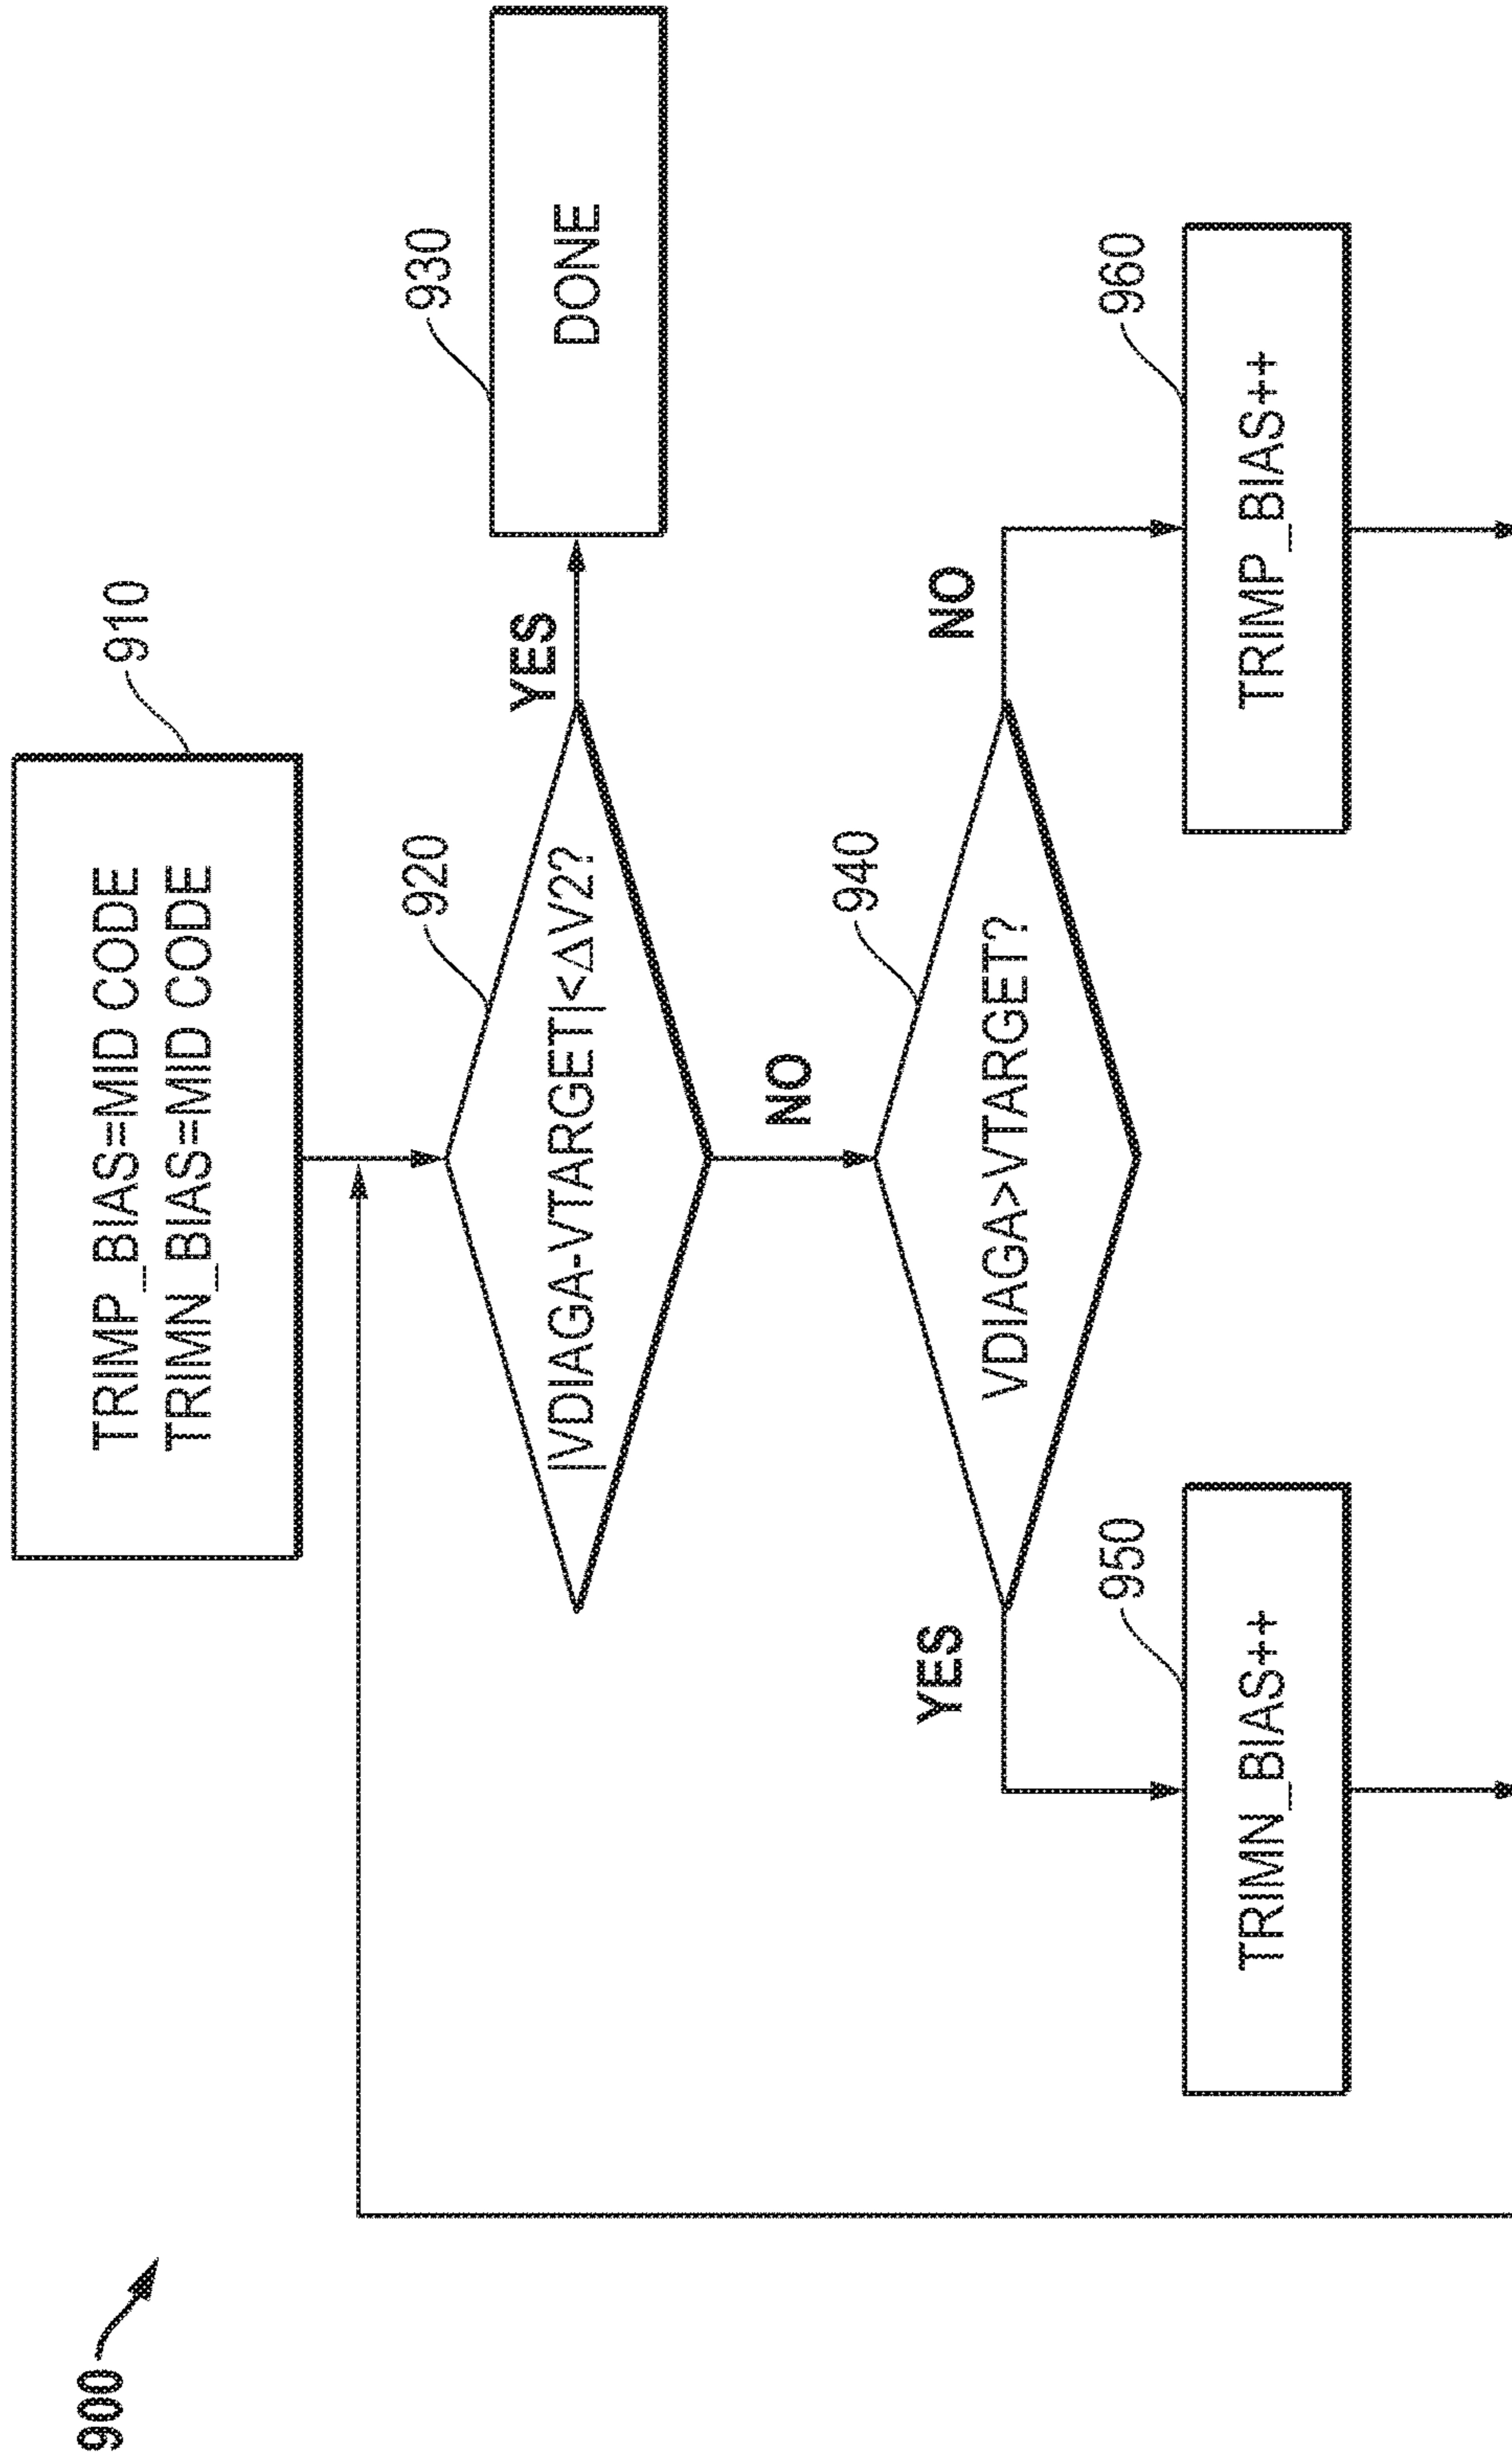 900
910
TRIMP_BIAS=MID CODE
TRIMN_BIAS=MID CODE
920
|VDIAGA-VTARGET|<ΔV2?
YES
930
DONE
NO
940
VDIAGA>VTARGET?
YES
NO
950
TRIMN_BIAS++
960
TRIMP_BIAS++